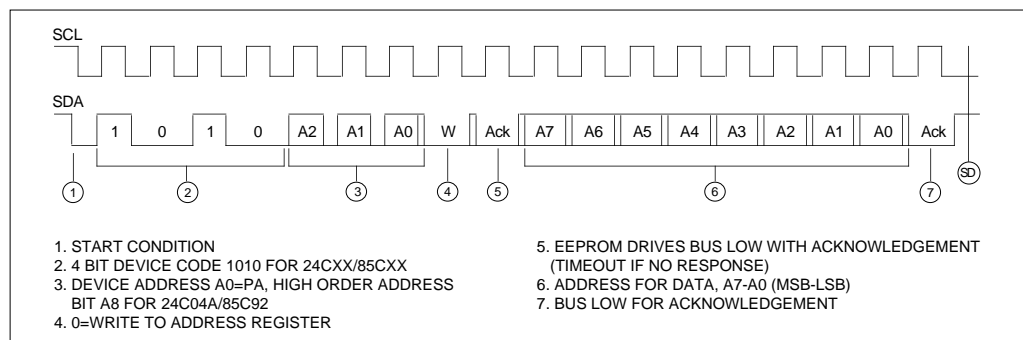 SCL
SDA
1 0 1 0 A2 A1 A0 W Ack A7 A6 A5 A4 A3 A2 A1 A0 Ack
1 2 3 4 5 6 7 SD
1. START CONDITION
2. 4 BIT DEVICE CODE 1010 FOR 24CXX/85CXX
3. DEVICE ADDRESS A0=PA, HIGH ORDER ADDRESS
BIT A8 FOR 24C04A/85C92
4. 0=WRITE TO ADDRESS REGISTER
5. EEPROM DRIVES BUS LOW WITH ACKNOWLEDGEMENT
(TIMEOUT IF NO RESPONSE)
6. ADDRESS FOR DATA, A7-A0 (MSB-LSB)
7. BUS LOW FOR ACKNOWLEDGEMENT